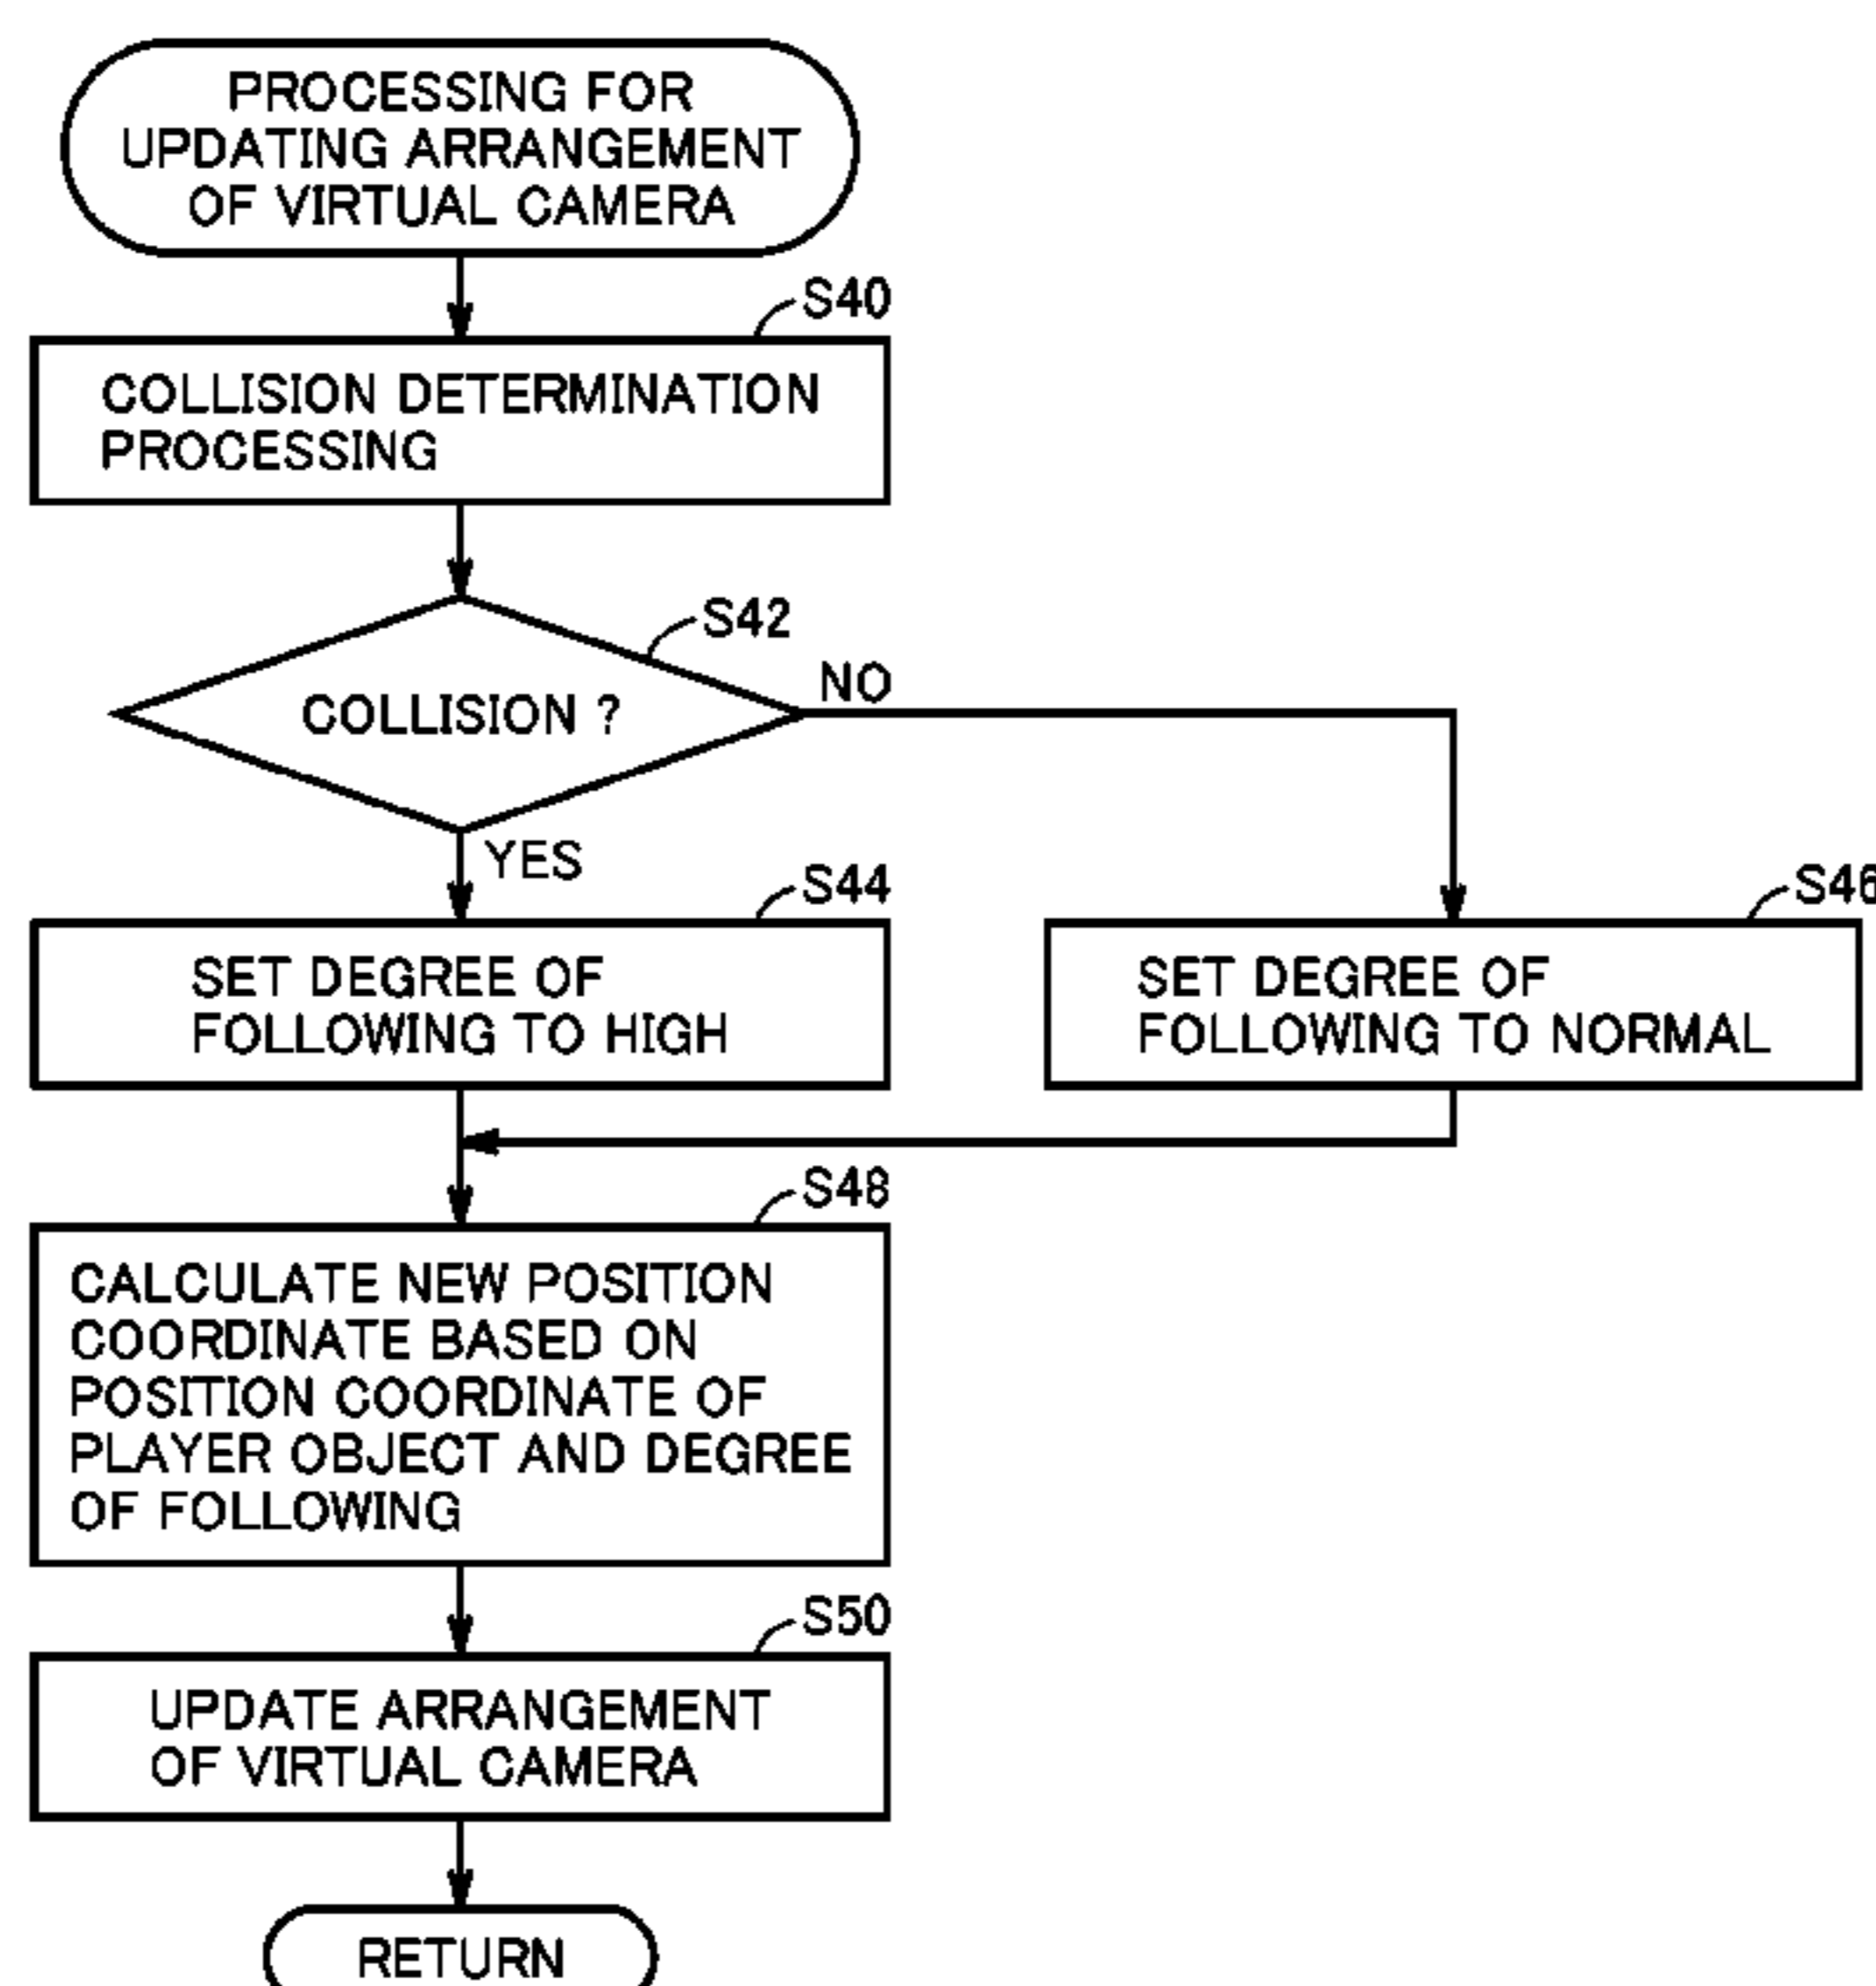 PROCESSING FOR
UPDATING ARRANGEMENT
OF VIRTUAL CAMERA
S40
COLLISION DETERMINATION
PROCESSING
S42
COLLISION ?
NO
YES
S44
SET DEGREE OF
FOLLOWING TO HIGH
S46
SET DEGREE OF
FOLLOWING TO NORMAL
S48
CALCULATE NEW POSITION
COORDINATE BASED ON
POSITION COORDINATE OF
PLAYER OBJECT AND DEGREE
OF FOLLOWING
S50
UPDATE ARRANGEMENT
OF VIRTUAL CAMERA
RETURN